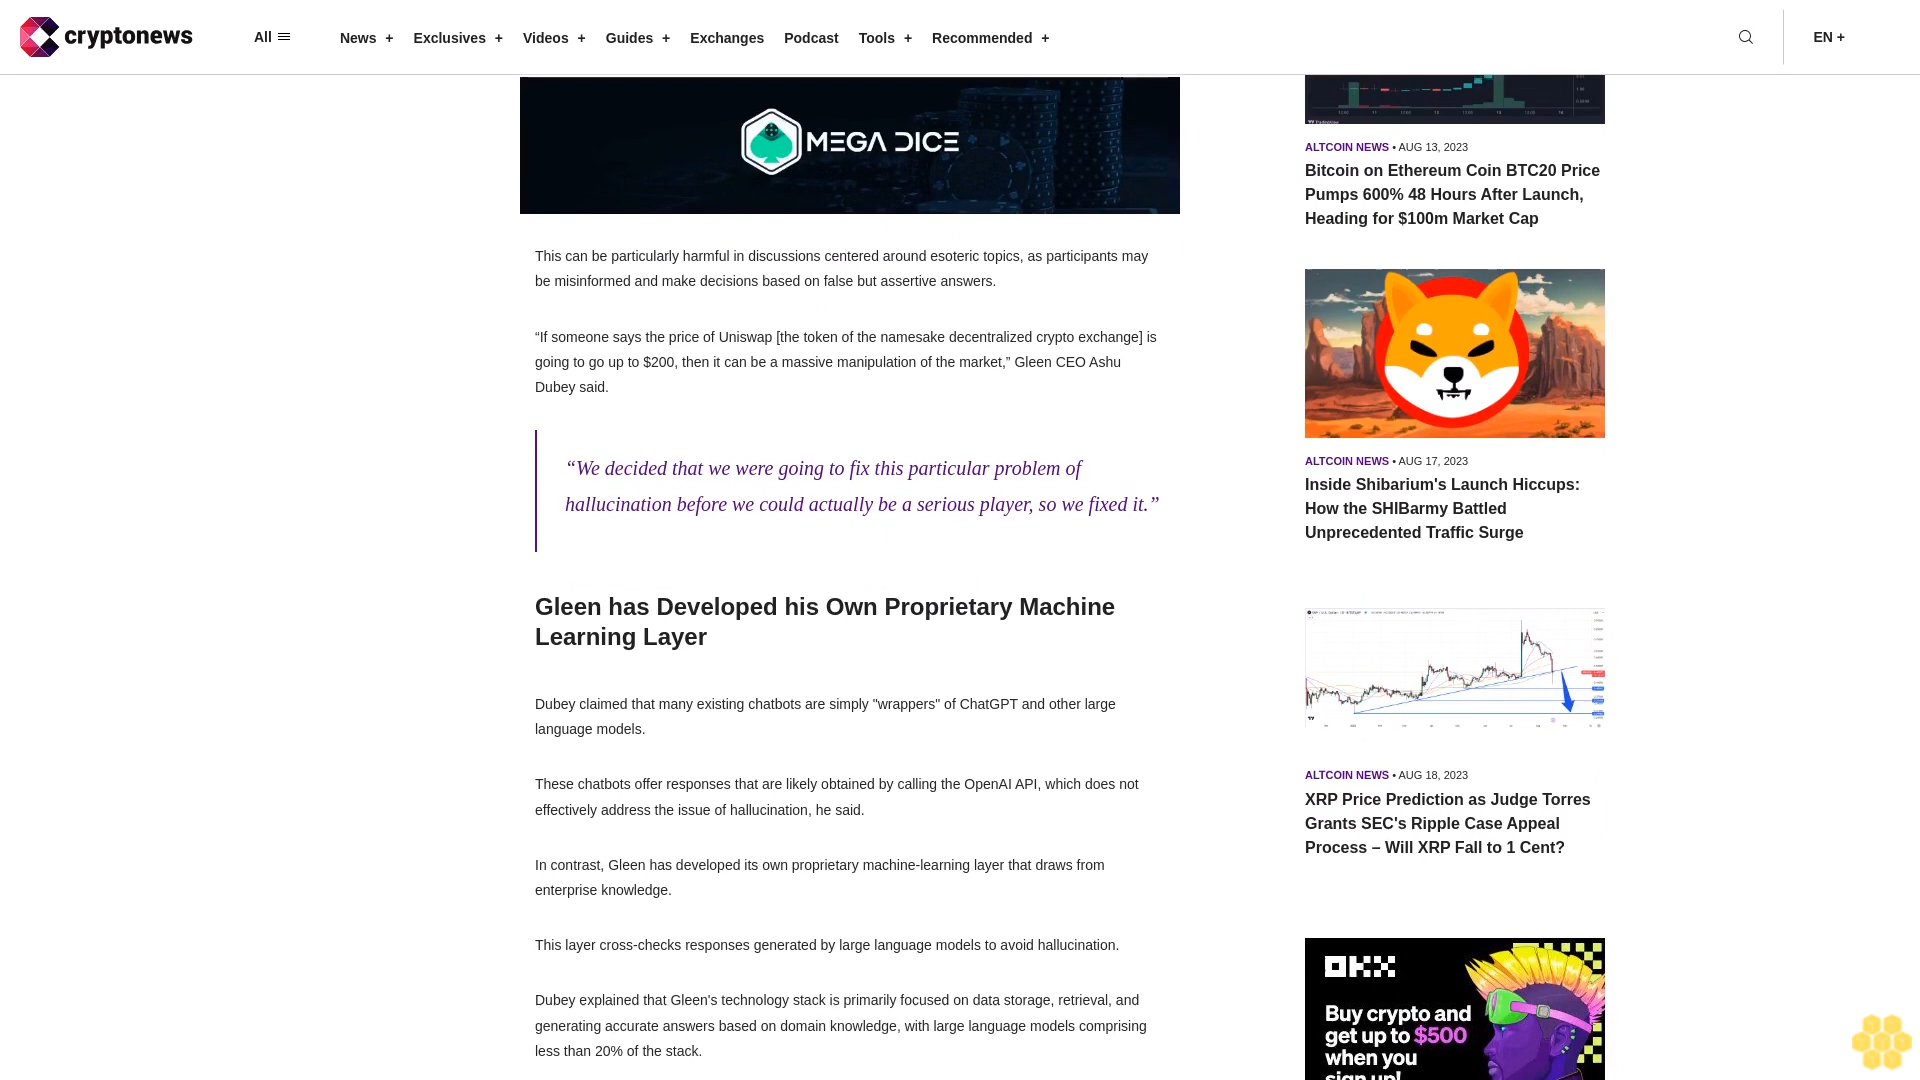 cryptonews
All
News +
Exclusives +
Videos +
Guides +
Exchanges
Podcast
Tools +
Recommended +
EN +
MEGA DICE
This can be particularly harmful in discussions centered around esoteric topics, as participants may
be misinformed and make decisions based on false but assertive answers.
“If someone says the price of Uniswap [the token of the namesake decentralized crypto exchange] is
going to go up to $200, then it can be a massive manipulation of the market,” Gleen CEO Ashu
Dubey said.
“We decided that we were going to fix this particular problem of
hallucination before we could actually be a serious player, so we fixed it.”
Gleen has Developed his Own Proprietary Machine
Learning Layer
Dubey claimed that many existing chatbots are simply "wrappers" of ChatGPT and other large
language models.
These chatbots offer responses that are likely obtained by calling the OpenAI API, which does not
effectively address the issue of hallucination, he said.
In contrast, Gleen has developed its own proprietary machine-learning layer that draws from
enterprise knowledge.
This layer cross-checks responses generated by large language models to avoid hallucination.
Dubey explained that Gleen's technology stack is primarily focused on data storage, retrieval, and
generating accurate answers based on domain knowledge, with large language models comprising
less than 20% of the stack.
ALTCOIN NEWS • AUG 13, 2023
Bitcoin on Ethereum Coin BTC20 Price
Pumps 600% 48 Hours After Launch,
Heading for $100m Market Cap
ALTCOIN NEWS • AUG 17, 2023
Inside Shibarium's Launch Hiccups:
How the SHIBarmy Battled
Unprecedented Traffic Surge
ALTCOIN NEWS • AUG 18, 2023
XRP Price Prediction as Judge Torres
Grants SEC's Ripple Case Appeal
Process – Will XRP Fall to 1 Cent?
OKX
Buy crypto and
get up to $500
when you
sign up!